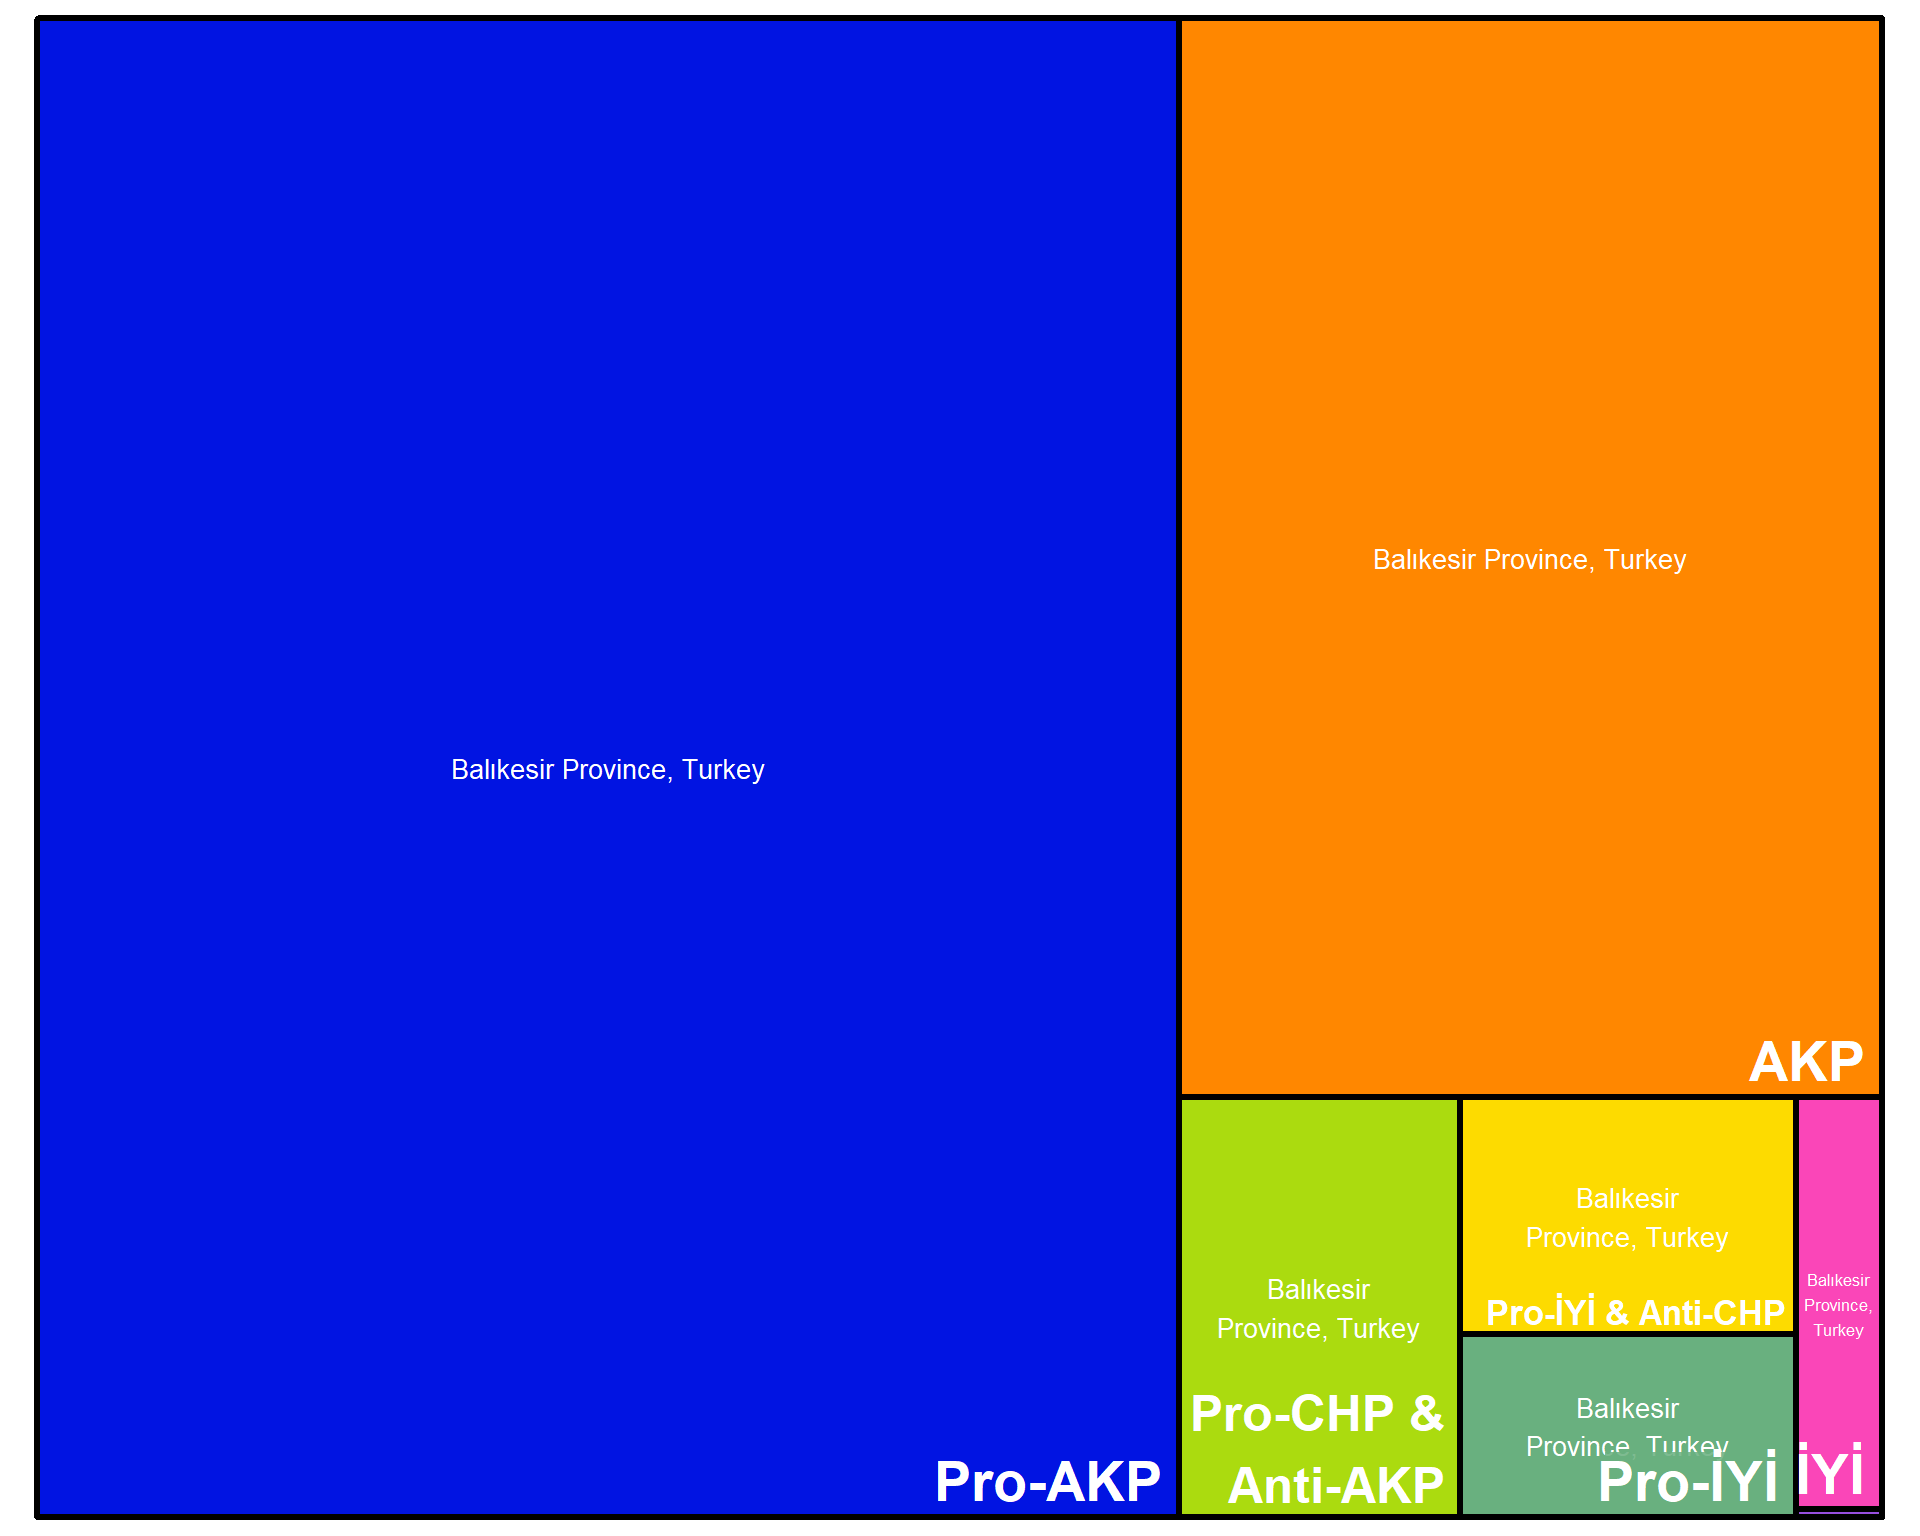 Balıkesir Province, Turkey
Pro-AKP
Balıkesir Province, Turkey
AKP
Balıkesir
Province, Turkey
Pro-CHP &
Anti-AKP
Balıkesir
Province, Turkey
Pro-İYİ & Anti-CHP
Balıkesir
Province, Turkey
Pro-İYİ
Balıkesir
Province,
Turkey
İYİ